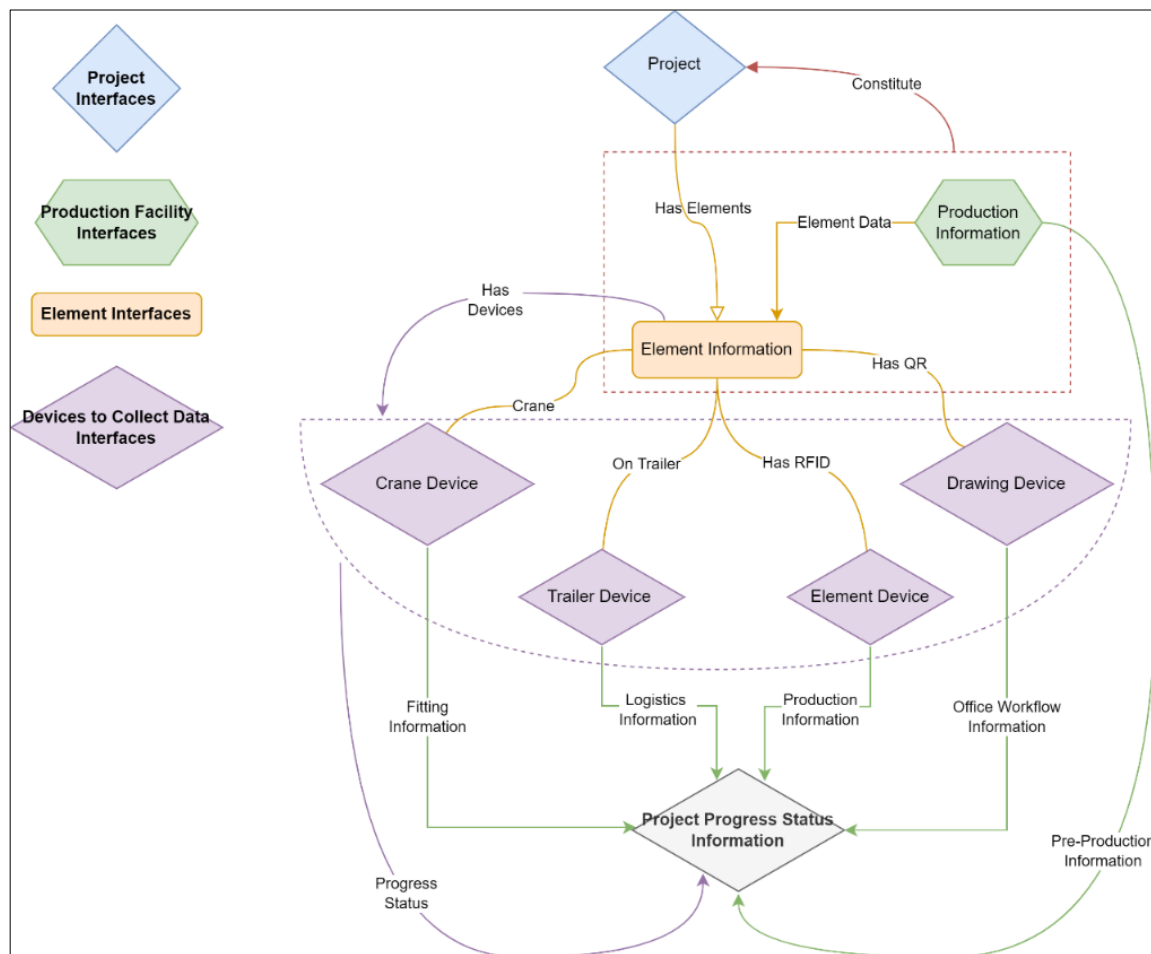 Project
Interfaces
Project
Constitute
Production Facility
Interfaces
Has Elements
Element Data
Production
Information
Has
Devices
Element Interfaces
Element Information
Has QR
Crane
Devices to Collect Data
Interfaces
On Trailer
Has RFID
Crane Device
Drawing Device
Trailer Device
Element Device
Fitting
Information
Logistics
Information
Production
Information
Office Workflow
Information
Project Progress Status
Information
Pre-Production
Information
Progress
Status